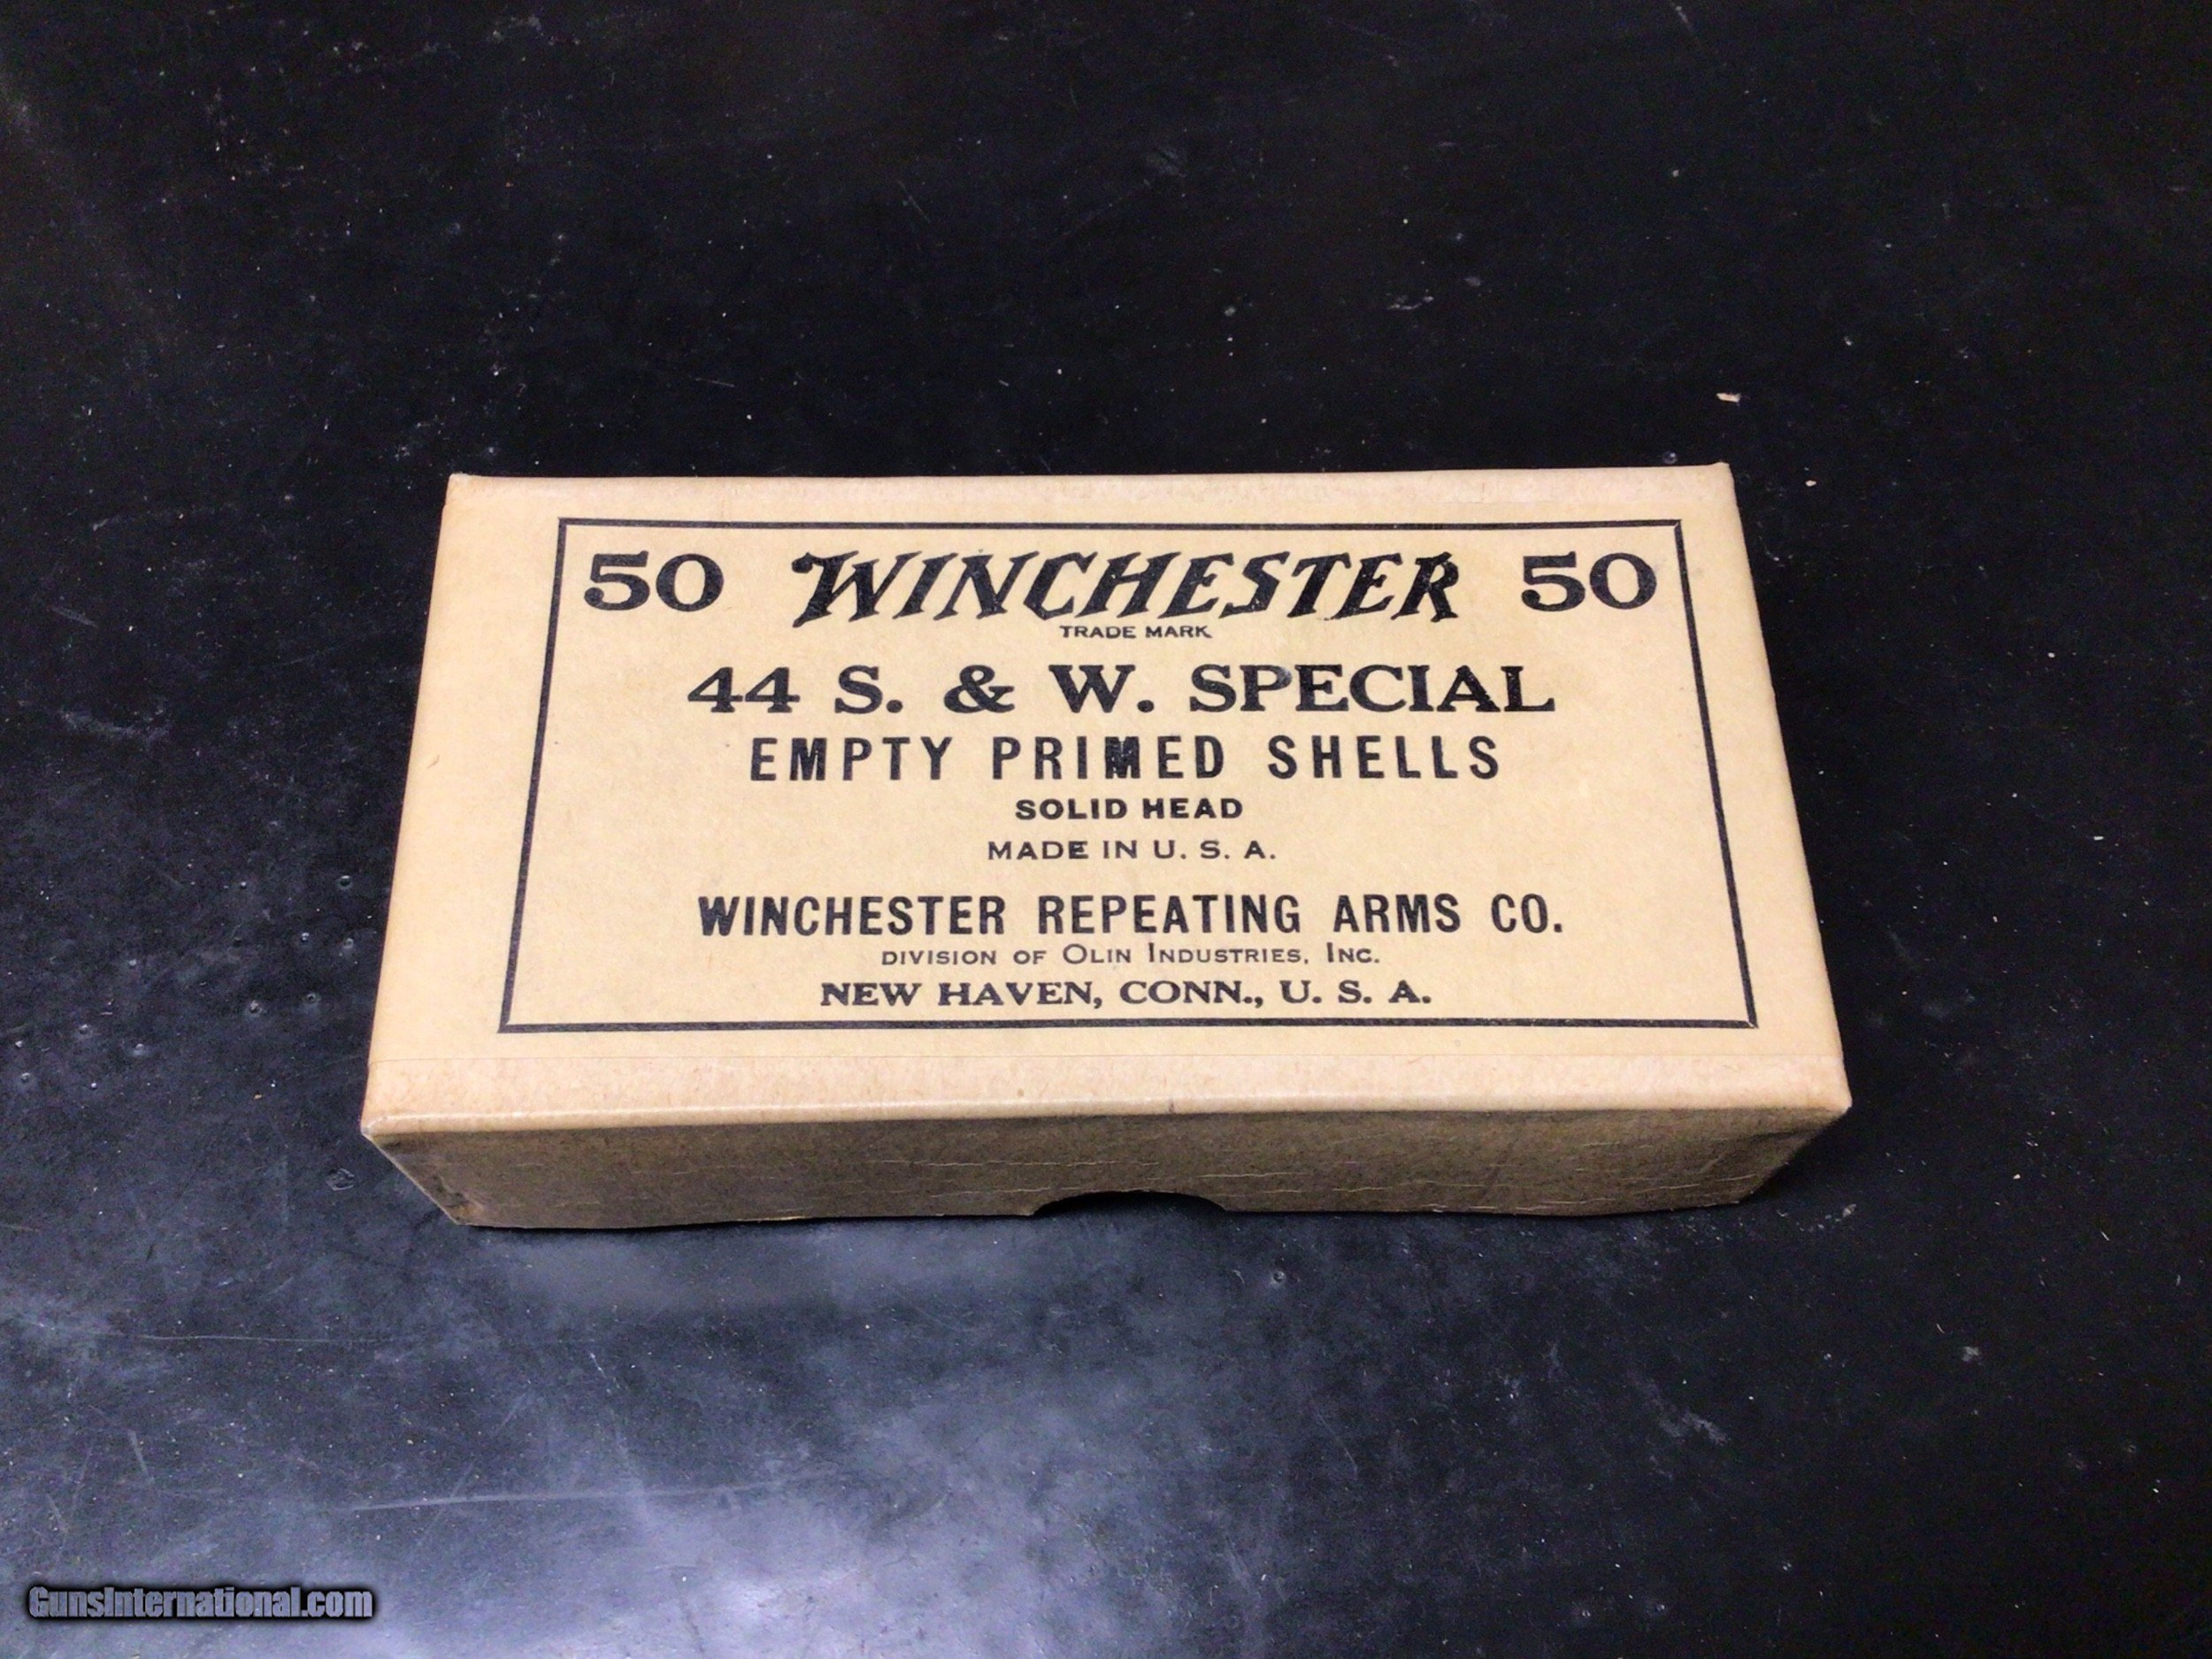 50 WINCHESTER 50
TRADE MARK
44 S. & W. SPECIAL
EMPTY PRIMED SHELLS
SOLID HEAD
MADE IN U. S. A.
WINCHESTER REPEATING ARMS CO.
DIVISION OF OLIN INDUSTRIES, INC.
NEW HAVEN, CONN., U. S. A.
GunsInternational.com